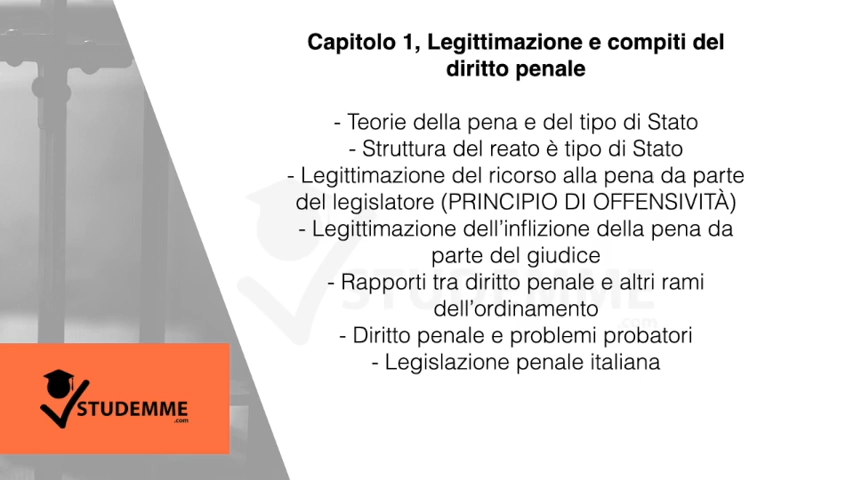 Capitolo 1, Legittimazione e compiti del
diritto penale
- Teorie della pena e del tipo di Stato
- Struttura del reato è tipo di Stato
- Legittimazione del ricorso alla pena da parte
del legislatore (PRINCIPIO DI OFFENSIVITÀ)
- Legittimazione dell'inflizione della pena da
parte del giudice
- Rapporti tra diritto penale e altri rami
dell'ordinamento
- Diritto penale e problemi probatori
- Legislazione penale italiana
STUDEMME
.com
STUDEMME
.com